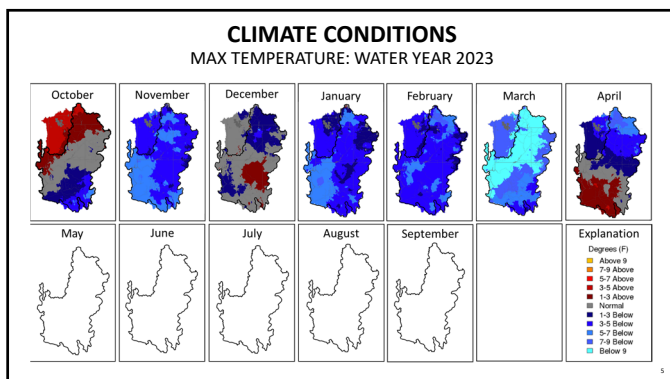 CLIMATE CONDITIONS
MAX TEMPERATURE: WATER YEAR 2023
October
November
December
January
February
March
April
May
June
July
August
September
Explanation
Degrees (F)
Above 9
7-9 Above
5-7 Above
3-5 Above
1-3 Above
Normal
1-3 Below
3-5 Below
5-7 Below
7-9 Below
Below 9
5